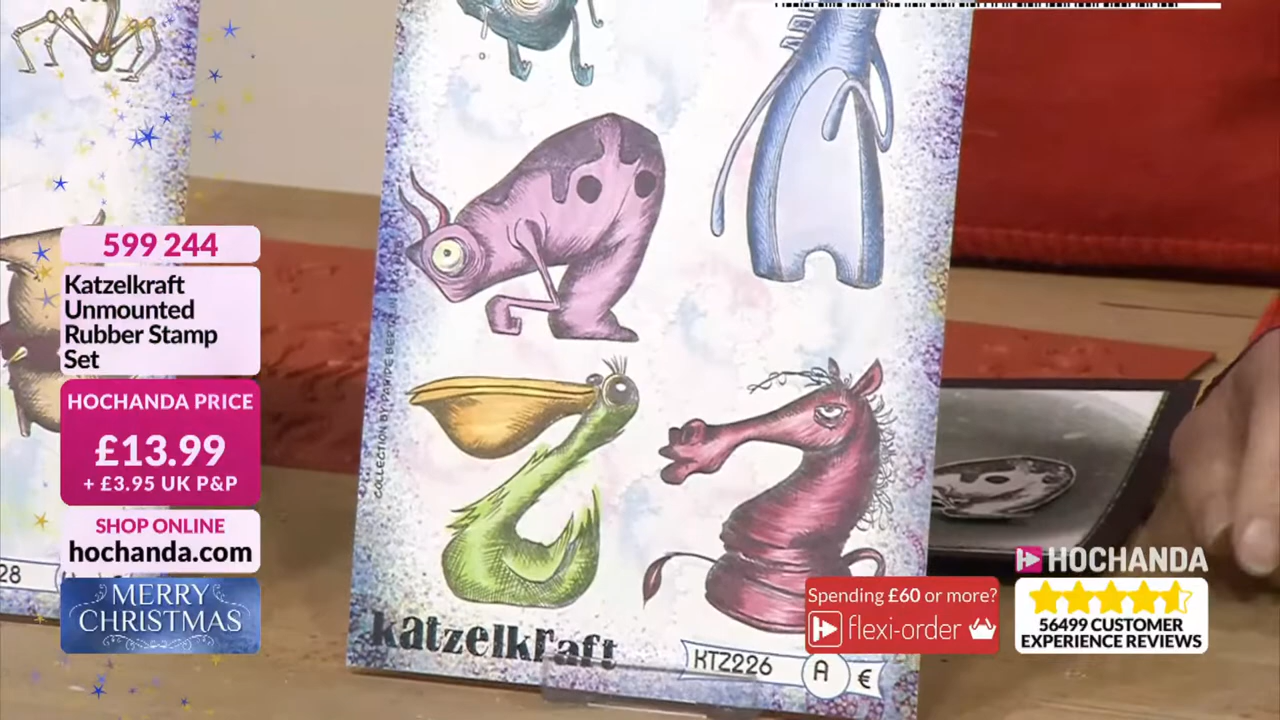 599 244
Katzelkraft
Unmounted
Rubber Stamp
Set
HOCHANDA PRICE
£13.99
+ £3.95 UK P&P
SHOP ONLINE
hochanda.com
MERRY
CHRISTMAS
28
katzelkraft
KTZ226
A
€
Spending £60 or more?
flexi-order
HOCHANDA
56499 CUSTOMER
EXPERIENCE REVIEWS